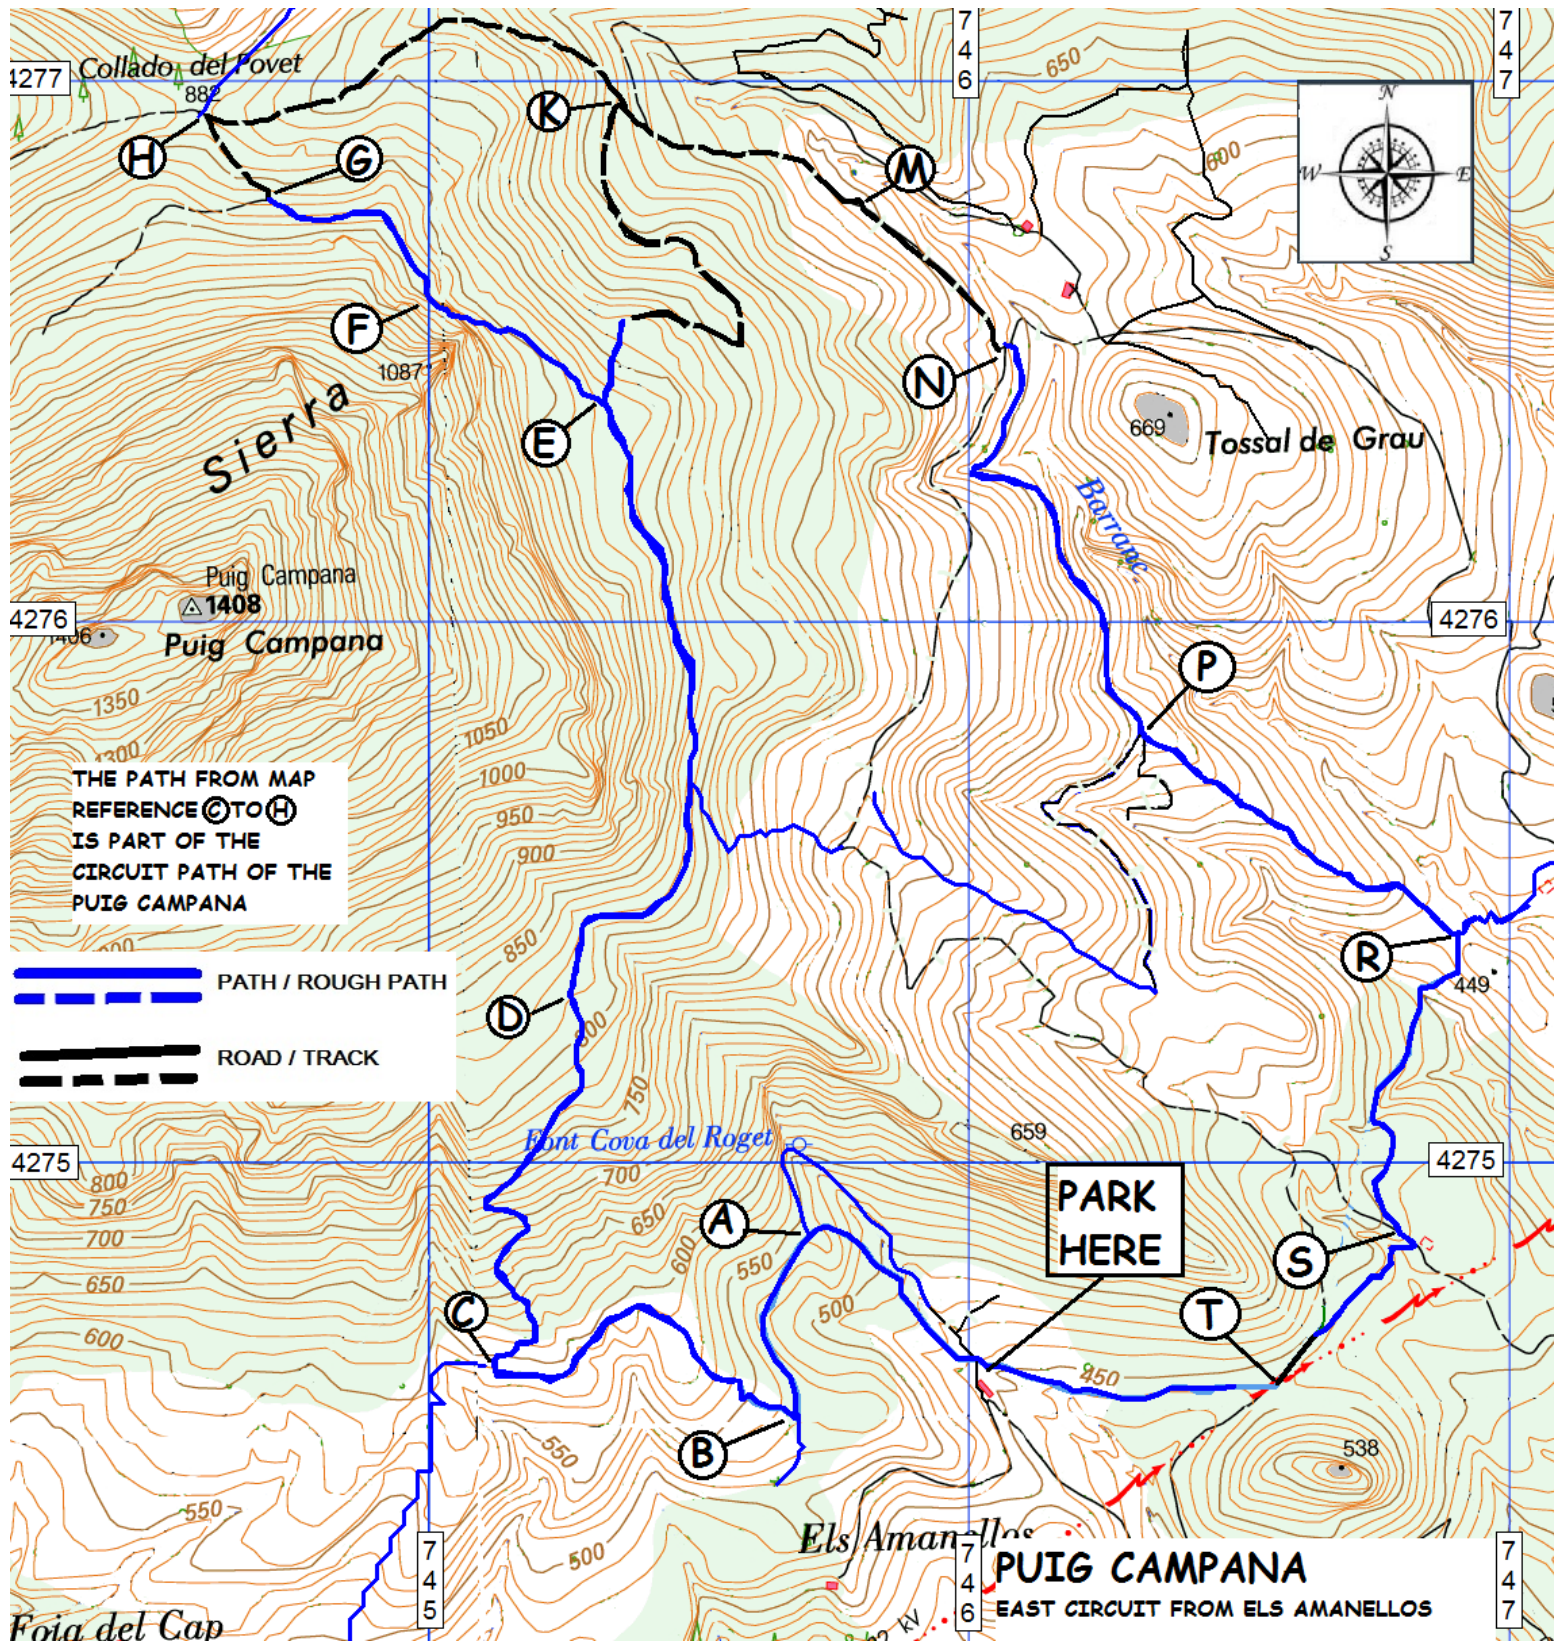 7
4
6
7
4
7
4277
Collado del Povet
882
650
N
W
E
S
K
H
G
M
600
F
N
1087
E
669
Tossal de Grau
Sierra
Barranc
Puig Campana
1408
4276
4276
Puig Campana
P
1350
1300
1050
1000
950
900
THE PATH FROM MAP
REFERENCE C TO H
IS PART OF THE
CIRCUIT PATH OF THE
PUIG CAMPANA
850
R
449
PATH / ROUGH PATH
D
ROAD / TRACK
750
659
Font Cova del Roget
4275
4275
700
800
750
700
650
600
650
600
550
A
PARK
HERE
S
500
T
C
450
B
538
550
550
500
Els Amanellos
7
4
5
7
4
6
7
4
7
PUIG CAMPANA
EAST CIRCUIT FROM ELS AMANELLOS
Foia del Cap
kV